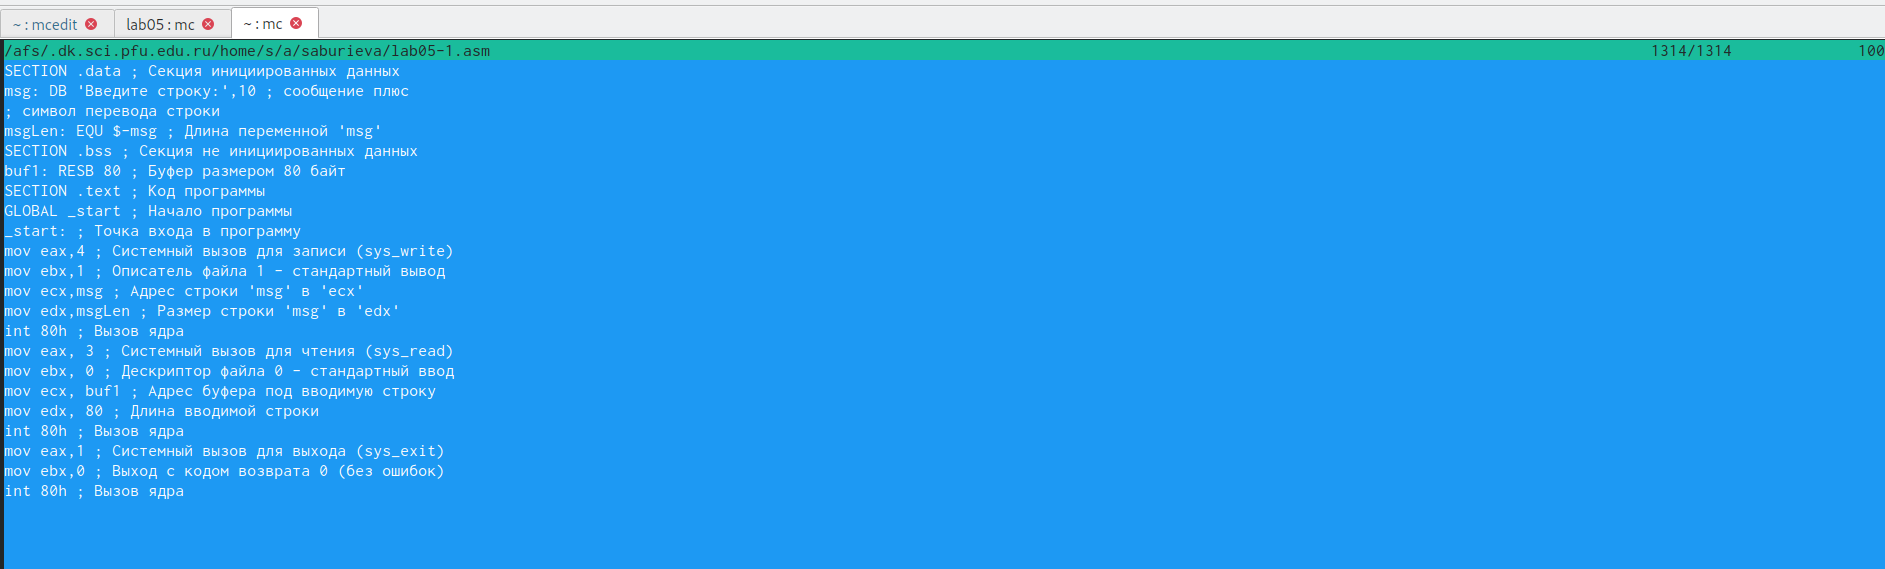 ~ : mcedit lab05 : mc ~ : mc
/afs/.dk.sci.pfu.edu.ru/home/s/a/saburieva/lab05-1.asm 1314/1314 100
SECTION .data ; Секция инициированных данных
msg: DB 'Введите строку:',10 ; сообщение плюс
; символ перевода строки
msgLen: EQU $-msg ; Длина переменной 'msg'
SECTION .bss ; Секция не инициированных данных
buf1: RESB 80 ; Буфер размером 80 байт
SECTION .text ; Код программы
GLOBAL _start ; Начало программы
_start: ; Точка входа в программу
mov eax,4 ; Системный вызов для записи (sys_write)
mov ebx,1 ; Описатель файла 1 - стандартный вывод
mov ecx,msg ; Адрес строки 'msg' в 'ecx'
mov edx,msgLen ; Размер строки 'msg' в 'edx'
int 80h ; Вызов ядра
mov eax, 3 ; Системный вызов для чтения (sys_read)
mov ebx, 0 ; Дескриптор файла 0 - стандартный ввод
mov ecx, buf1 ; Адрес буфера под вводимую строку
mov edx, 80 ; Длина вводимой строки
int 80h ; Вызов ядра
mov eax,1 ; Системный вызов для выхода (sys_exit)
mov ebx,0 ; Выход с кодом возврата 0 (без ошибок)
int 80h ; Вызов ядра